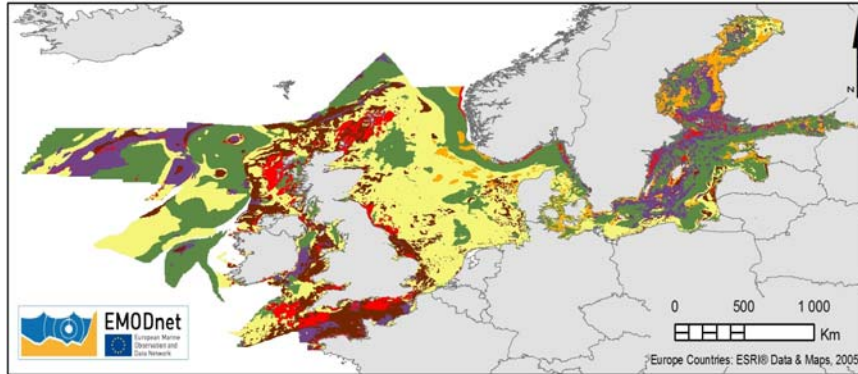 N
EMODnet
European Marine
Observation and
Data Network
0 500 1 000
Km
Europe Countries: ESRI® Data & Maps, 2005